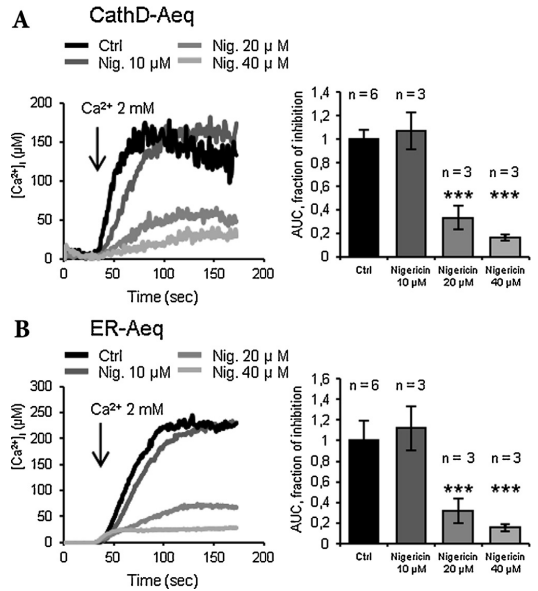 A
CathD-Aeq
Ctrl
Nig. 20 µ M
Nig. 10 µM
Nig. 40 µM
200
150
100
50
0
[Ca²⁺]ₗ (µM)
Ca²⁺ 2 mM
0
50
100
150
200
Time (sec)
1,4
1,2
1
0,8
0,6
0,4
0,2
0
AUC, fraction of inhibition
n = 6
n = 3
n = 3
n = 3
***
***
Ctrl
Nigericin
10 µM
Nigericin
20 µM
Nigericin
40 µM
B
ER-Aeq
Ctrl
Nig. 20 µ M
Nig. 10 µM
Nig. 40 µM
300
250
200
150
100
50
0
[Ca²⁺]ₗ (µM)
Ca²⁺ 2 mM
0
50
100
150
200
Time (sec)
1,6
1,4
1,2
1
0,8
0,6
0,4
0,2
0
AUC, fraction of inhibition
n = 6
n = 3
n = 3
n = 3
***
***
Ctrl
Nigericin
10 µM
Nigericin
20 µM
Nigericin
40 µM